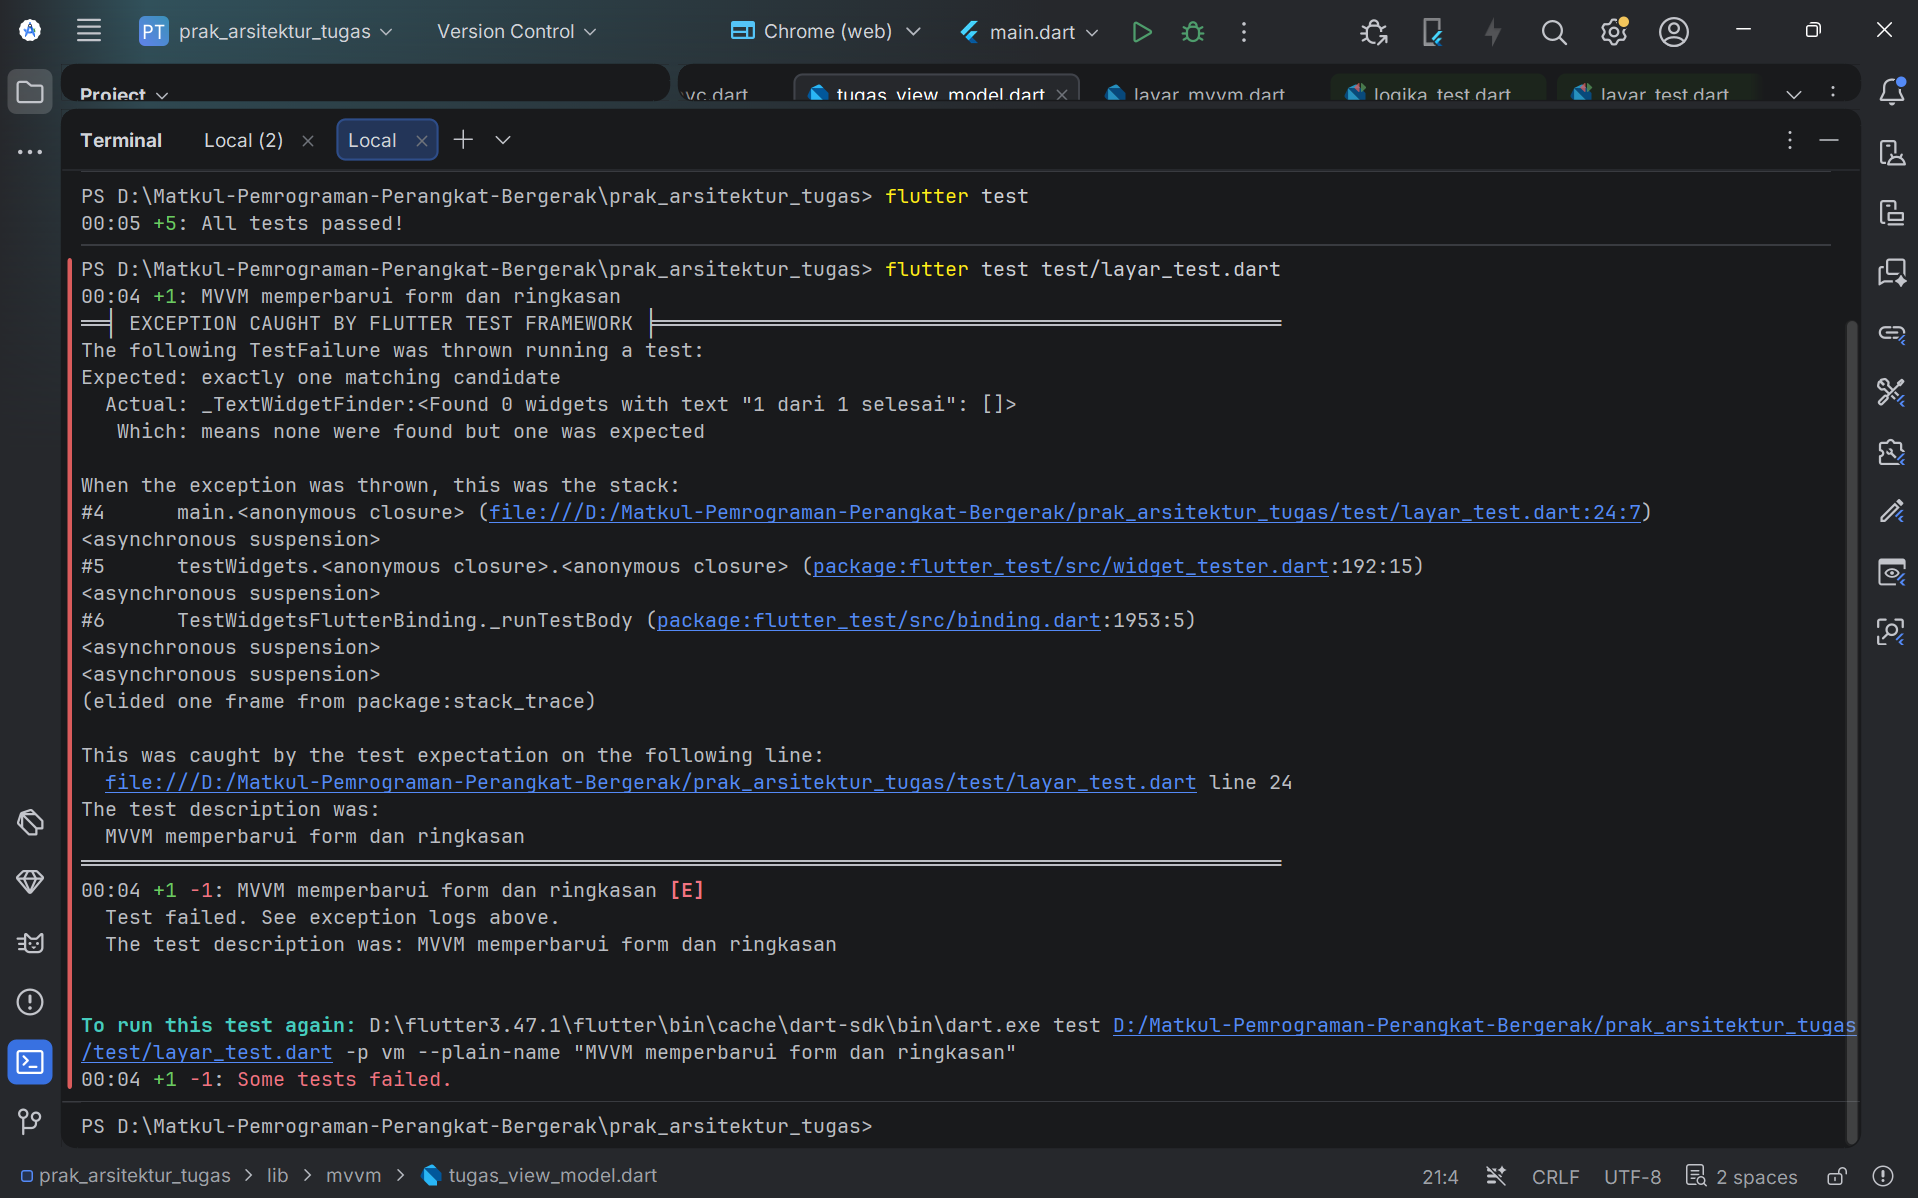 PT prak_arsitektur_tugas Version Control Chrome (web) main.dart
Project
vc.dart tugas_view_model.dart layar_mvvm.dart logika_test.dart layar_test.dart
Terminal Local (2) Local
PS D:\Matkul-Pemrograman-Perangkat-Bergerak\prak_arsitektur_tugas> flutter test
00:05 +5: All tests passed!
PS D:\Matkul-Pemrograman-Perangkat-Bergerak\prak_arsitektur_tugas> flutter test test/layar_test.dart
00:04 +1: MVVM memperbarui form dan ringkasan
══╡ EXCEPTION CAUGHT BY FLUTTER TEST FRAMEWORK ╞════════════════════════════════════════════════════
The following TestFailure was thrown running a test:
Expected: exactly one matching candidate
  Actual: _TextWidgetFinder:<Found 0 widgets with text "1 dari 1 selesai": []>
   Which: means none were found but one was expected
When the exception was thrown, this was the stack:
#4      main.<anonymous closure> (file:///D:/Matkul-Pemrograman-Perangkat-Bergerak/prak_arsitektur_tugas/test/layar_test.dart:24:7)
<asynchronous suspension>
#5      testWidgets.<anonymous closure>.<anonymous closure> (package:flutter_test/src/widget_tester.dart:192:15)
<asynchronous suspension>
#6      TestWidgetsFlutterBinding._runTestBody (package:flutter_test/src/binding.dart:1953:5)
<asynchronous suspension>
<asynchronous suspension>
(elided one frame from package:stack_trace)
This was caught by the test expectation on the following line:
  file:///D:/Matkul-Pemrograman-Perangkat-Bergerak/prak_arsitektur_tugas/test/layar_test.dart line 24
The test description was:
  MVVM memperbarui form dan ringkasan
════════════════════════════════════════════════════════════════════════════════════════════════════
00:04 +1 -1: MVVM memperbarui form dan ringkasan [E]
  Test failed. See exception logs above.
  The test description was: MVVM memperbarui form dan ringkasan
To run this test again: D:\flutter3.47.1\flutter\bin\cache\dart-sdk\bin\dart.exe test D:/Matkul-Pemrograman-Perangkat-Bergerak/prak_arsitektur_tugas
/test/layar_test.dart -p vm --plain-name "MVVM memperbarui form dan ringkasan"
00:04 +1 -1: Some tests failed.
PS D:\Matkul-Pemrograman-Perangkat-Bergerak\prak_arsitektur_tugas>
prak_arsitektur_tugas > lib > mvvm > tugas_view_model.dart 21:4 CRLF UTF-8 2 spaces